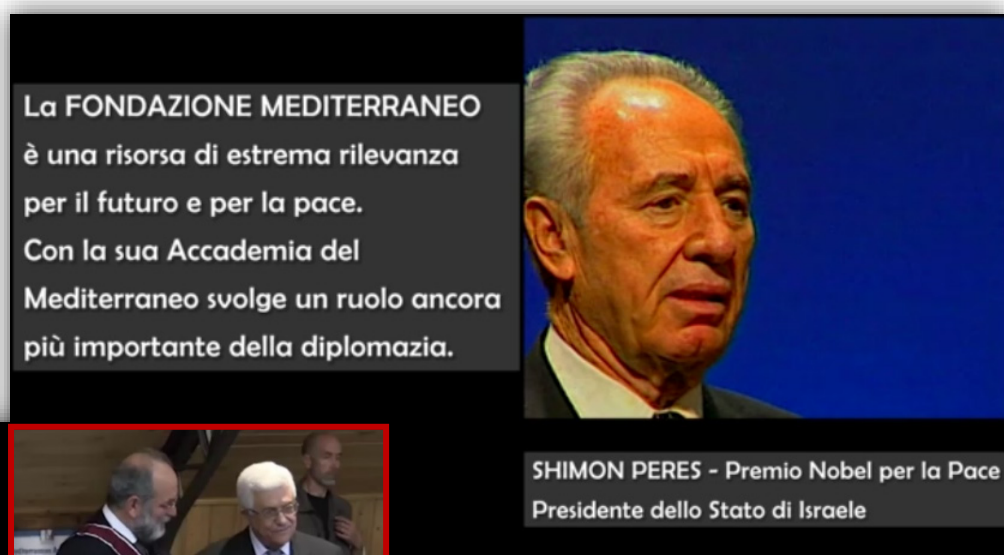 La FONDAZIONE MEDITERRANEO
è una risorsa di estrema rilevanza
per il futuro e per la pace.
Con la sua Accademia del
Mediterraneo svolge un ruolo ancora
più importante della diplomazia.
SHIMON PERES - Premio Nobel per la Pace
Presidente dello Stato di Israele